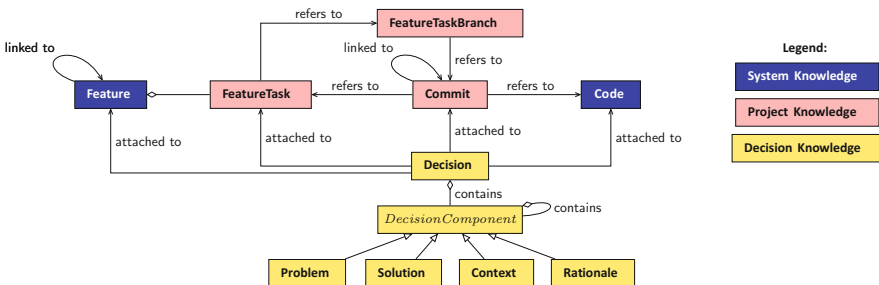 refers to
FeatureTaskBranch
linked to
linked to
refers to
Legend:
System Knowledge
Feature
FeatureTask
refers to
Commit
refers to
Code
Project Knowledge
attached to
attached to
attached to
attached to
Decision Knowledge
Decision
contains
DecisionComponent
contains
Problem
Solution
Context
Rationale